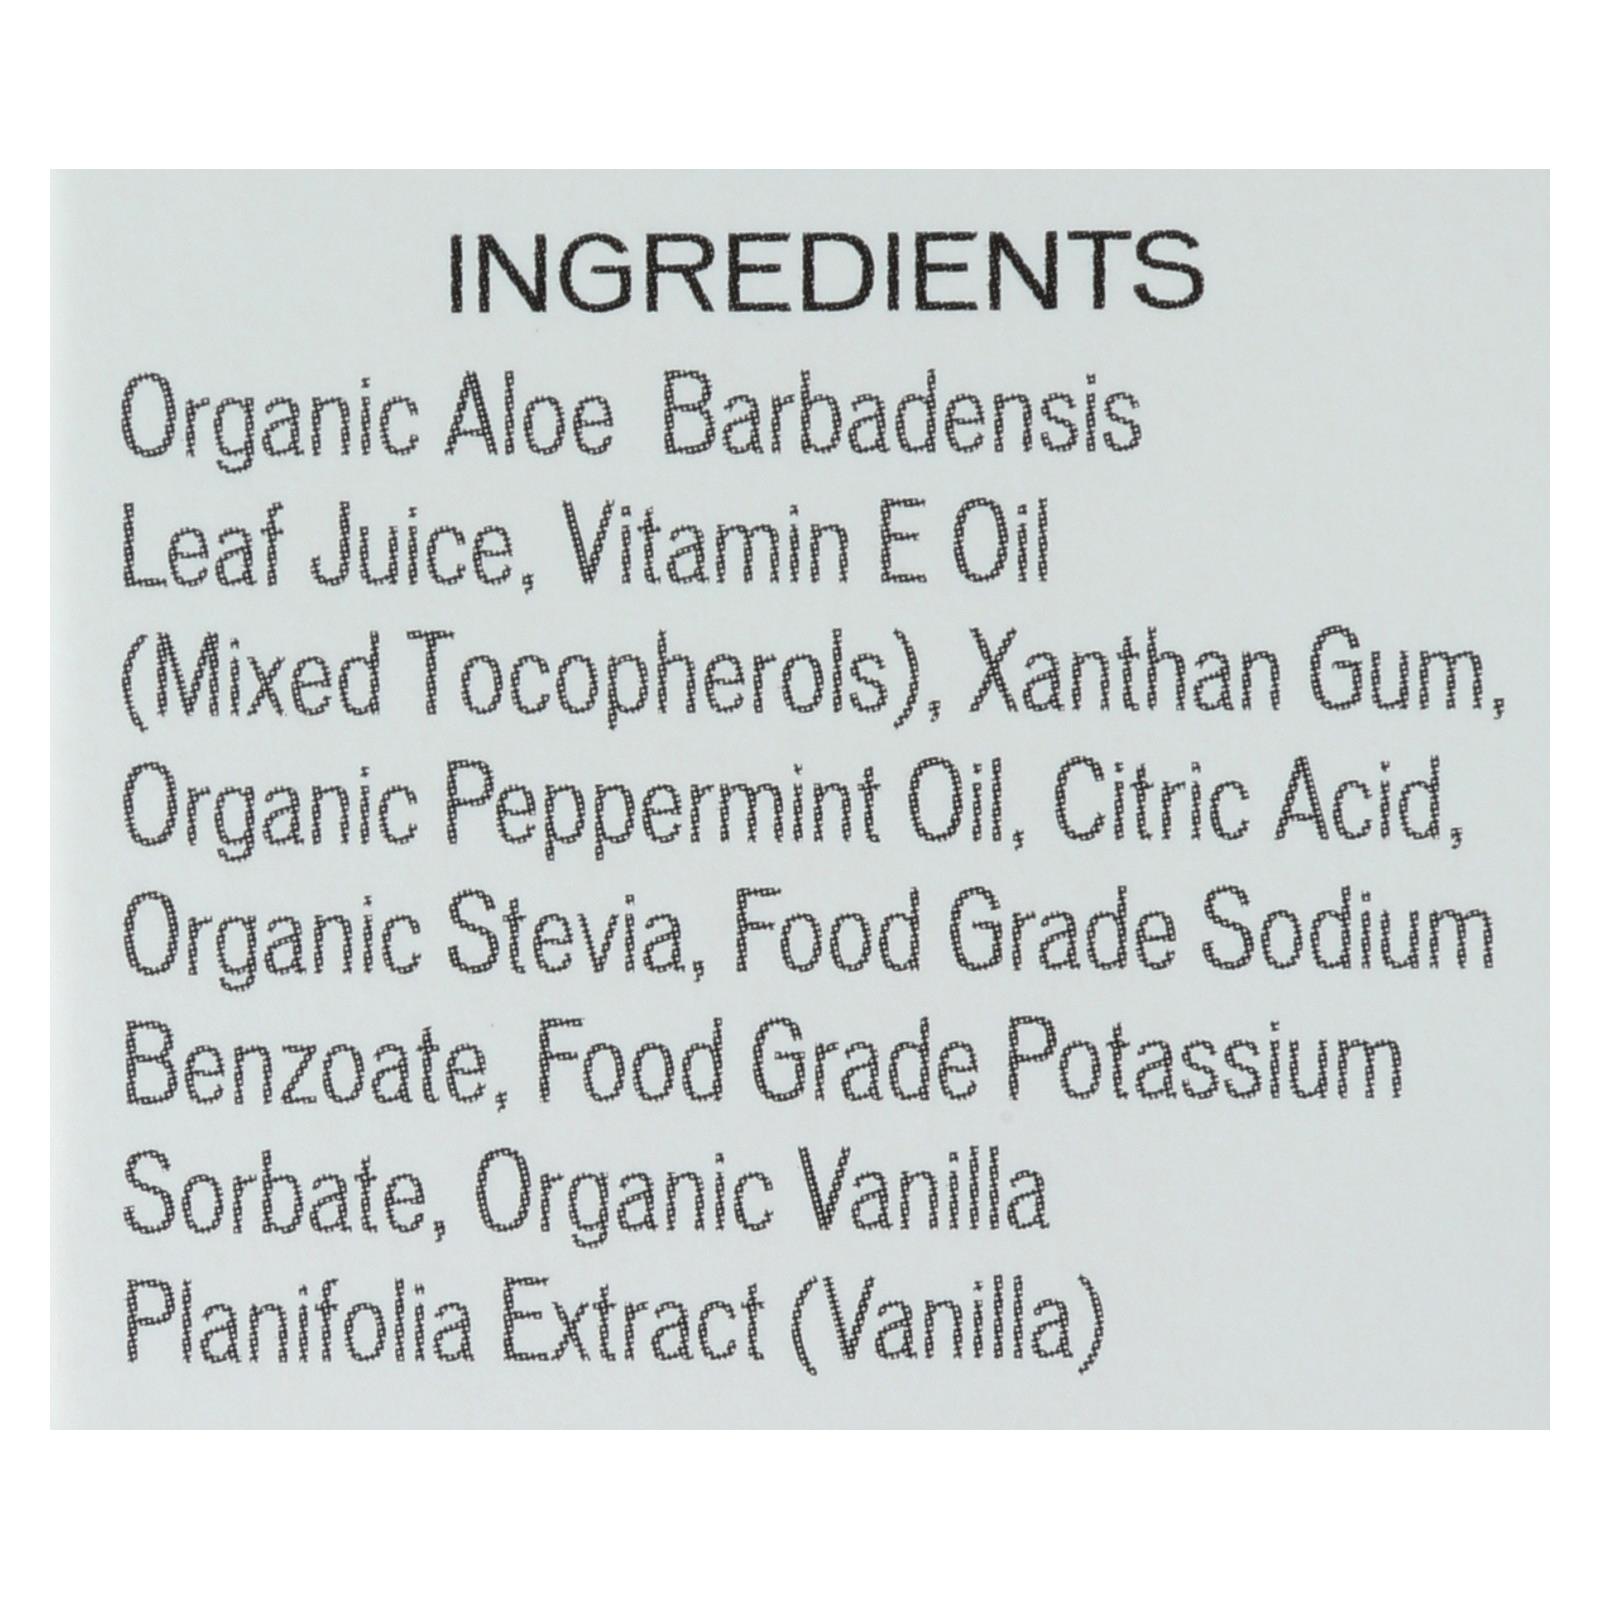 INGREDIENTS
Organic Aloe Barbadensis
Leaf Juice, Vitamin E Oil
(Mixed Tocopherols), Xanthan Gum,
Organic Peppermint Oil, Citric Acid,
Organic Stevia, Food Grade Sodium
Benzoate, Food Grade Potassium
Sorbate, Organic Vanilla
Planifolia Extract (Vanilla)